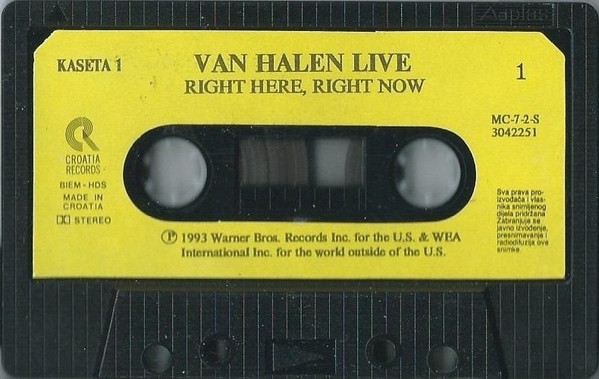 KASETA 1
VAN HALEN LIVE
RIGHT HERE, RIGHT NOW
1
MC-7-2-S
3042251
CROATIA
RECORDS
BIEM - HDS
MADE IN
CROATIA
STEREO
Sva prava pro-
izvođača i vlas-
nika snimljenog
djela pridržana
Zabranjuje se
javno izvođenje,
presnimavanje i
radiodifuzija ove
snimke.
Ⓟ 1993 Warner Bros. Records Inc. for the U.S. & WEA
International Inc. for the world outside of the U.S.